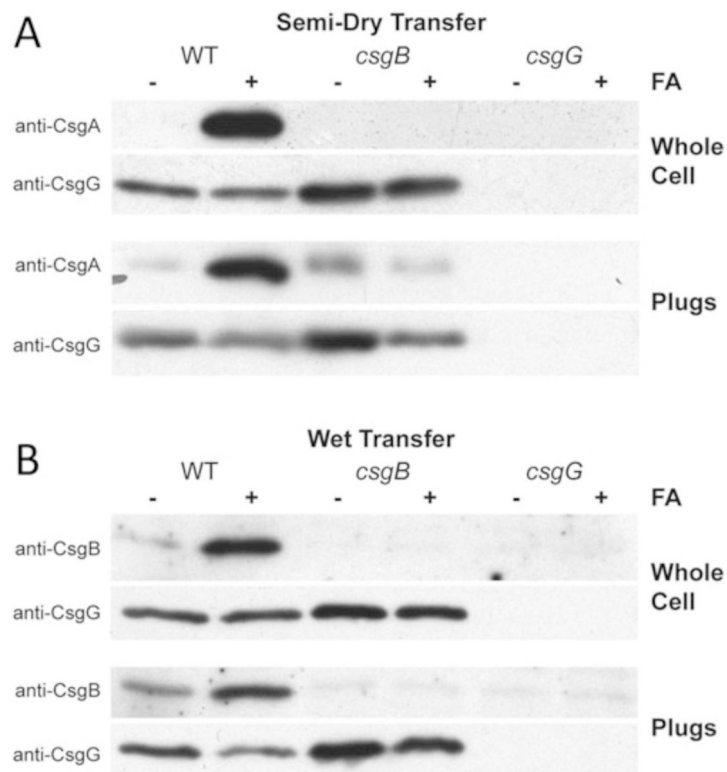 A
Semi-Dry Transfer
WT csgB csgG
- + - + - + FA
anti-CsgA
anti-CsgG
Whole
Cell
anti-CsgA
anti-CsgG
Plugs
B
Wet Transfer
WT csgB csgG
- + - + - + FA
anti-CsgB
anti-CsgG
Whole
Cell
anti-CsgB
anti-CsgG
Plugs